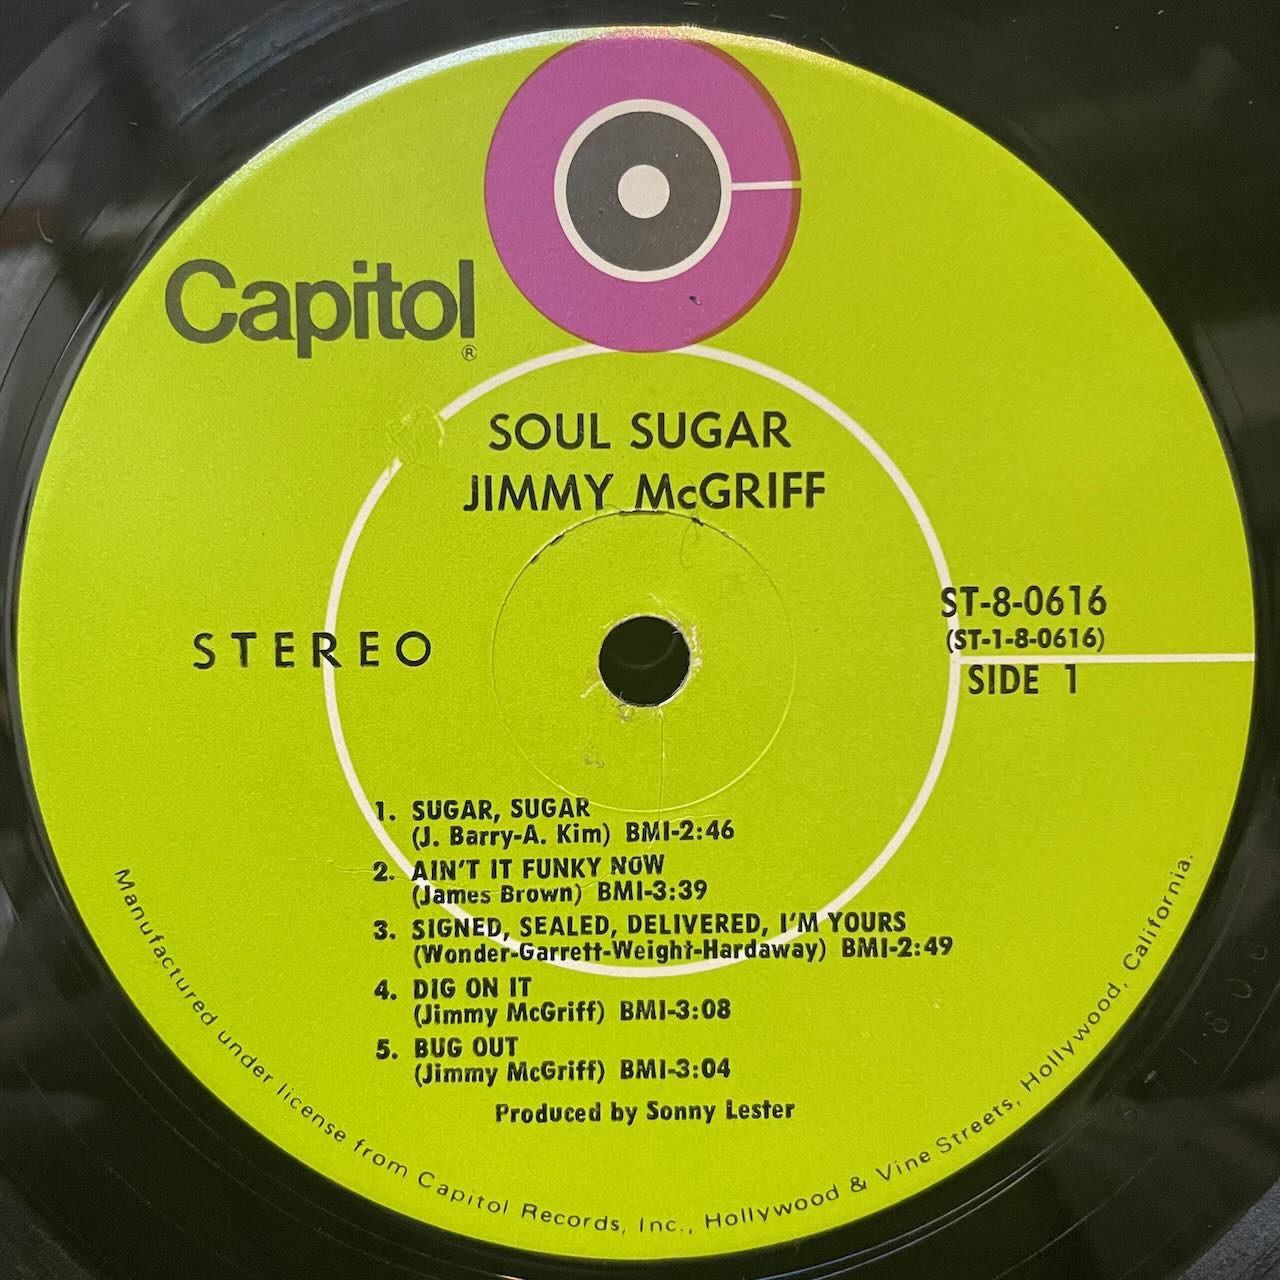 Capitol
®
SOUL SUGAR
JIMMY McGRIFF
STEREO
ST-8-0616
(ST-1-8-0616)
SIDE 1
1. SUGAR, SUGAR
(J. Barry-A. Kim) BMI-2:46
2. AIN'T IT FUNKY NOW
(James Brown) BMI-3:39
3. SIGNED, SEALED, DELIVERED, I'M YOURS
(Wonder-Garrett-Weight-Hardaway) BMI-2:49
4. DIG ON IT
(Jimmy McGriff) BMI-3:08
5. BUG OUT
(Jimmy McGriff) BMI-3:04
Produced by Sonny Lester
Manufactured under license from Capitol Records, Inc., Hollywood & Vine Streets, Hollywood, California.